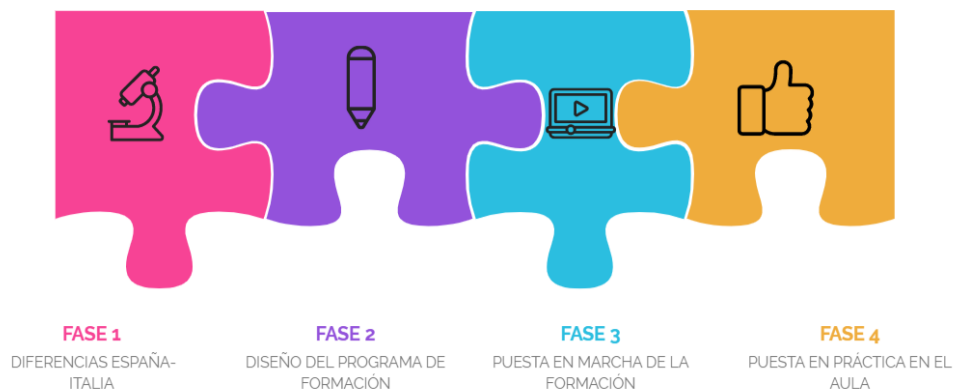 FASE 1
DIFERENCIAS ESPAÑA-
ITALIA
FASE 2
DISEÑO DEL PROGRAMA DE
FORMACIÓN
FASE 3
PUESTA EN MARCHA DE LA
FORMACIÓN
FASE 4
PUESTA EN PRÁCTICA EN EL
AULA